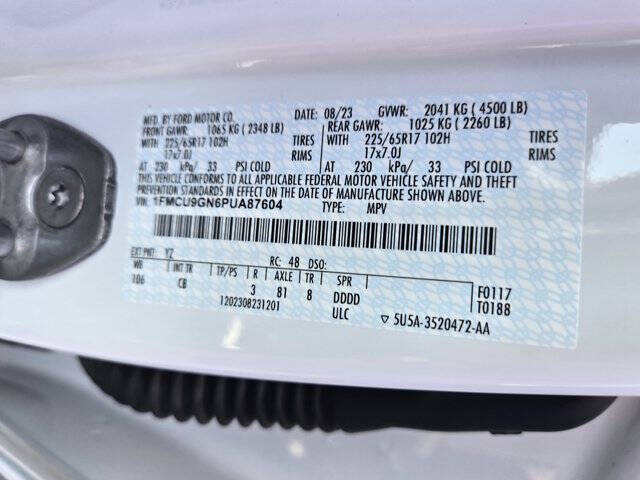 MFD. BY FORD MOTOR CO. DATE: 08/23 GVWR: 2041 KG ( 4500 LB)
FRONT GAWR: 1065 KG ( 2348 LB) REAR GAWR: 1025 KG ( 2260 LB)
WITH 225/65R17 102H TIRES WITH 225/65R17 102H TIRES
RIMS 17x7.0J RIMS 17x7.0J
AT 230 kPa/ 33 PSI COLD AT 230 kPa/ 33 PSI COLD
THIS VEHICLE CONFORMS TO ALL APPLICABLE FEDERAL MOTOR VEHICLE SAFETY AND THEFT
PREVENTION STANDARDS IN EFFECT ON THE DATE OF MANUFACTURE SHOWN ABOVE.
VIN: 1FMCU9GN6PUA87604 TYPE: MPV
EXT PNT: YZ RC: 48 DSO:
WB INT TR TP/PS R AXLE TR SPR
106 CB 3 81 8 DDDD F0117
1202308231201 ULC T0188
5U5A-3520472-AA